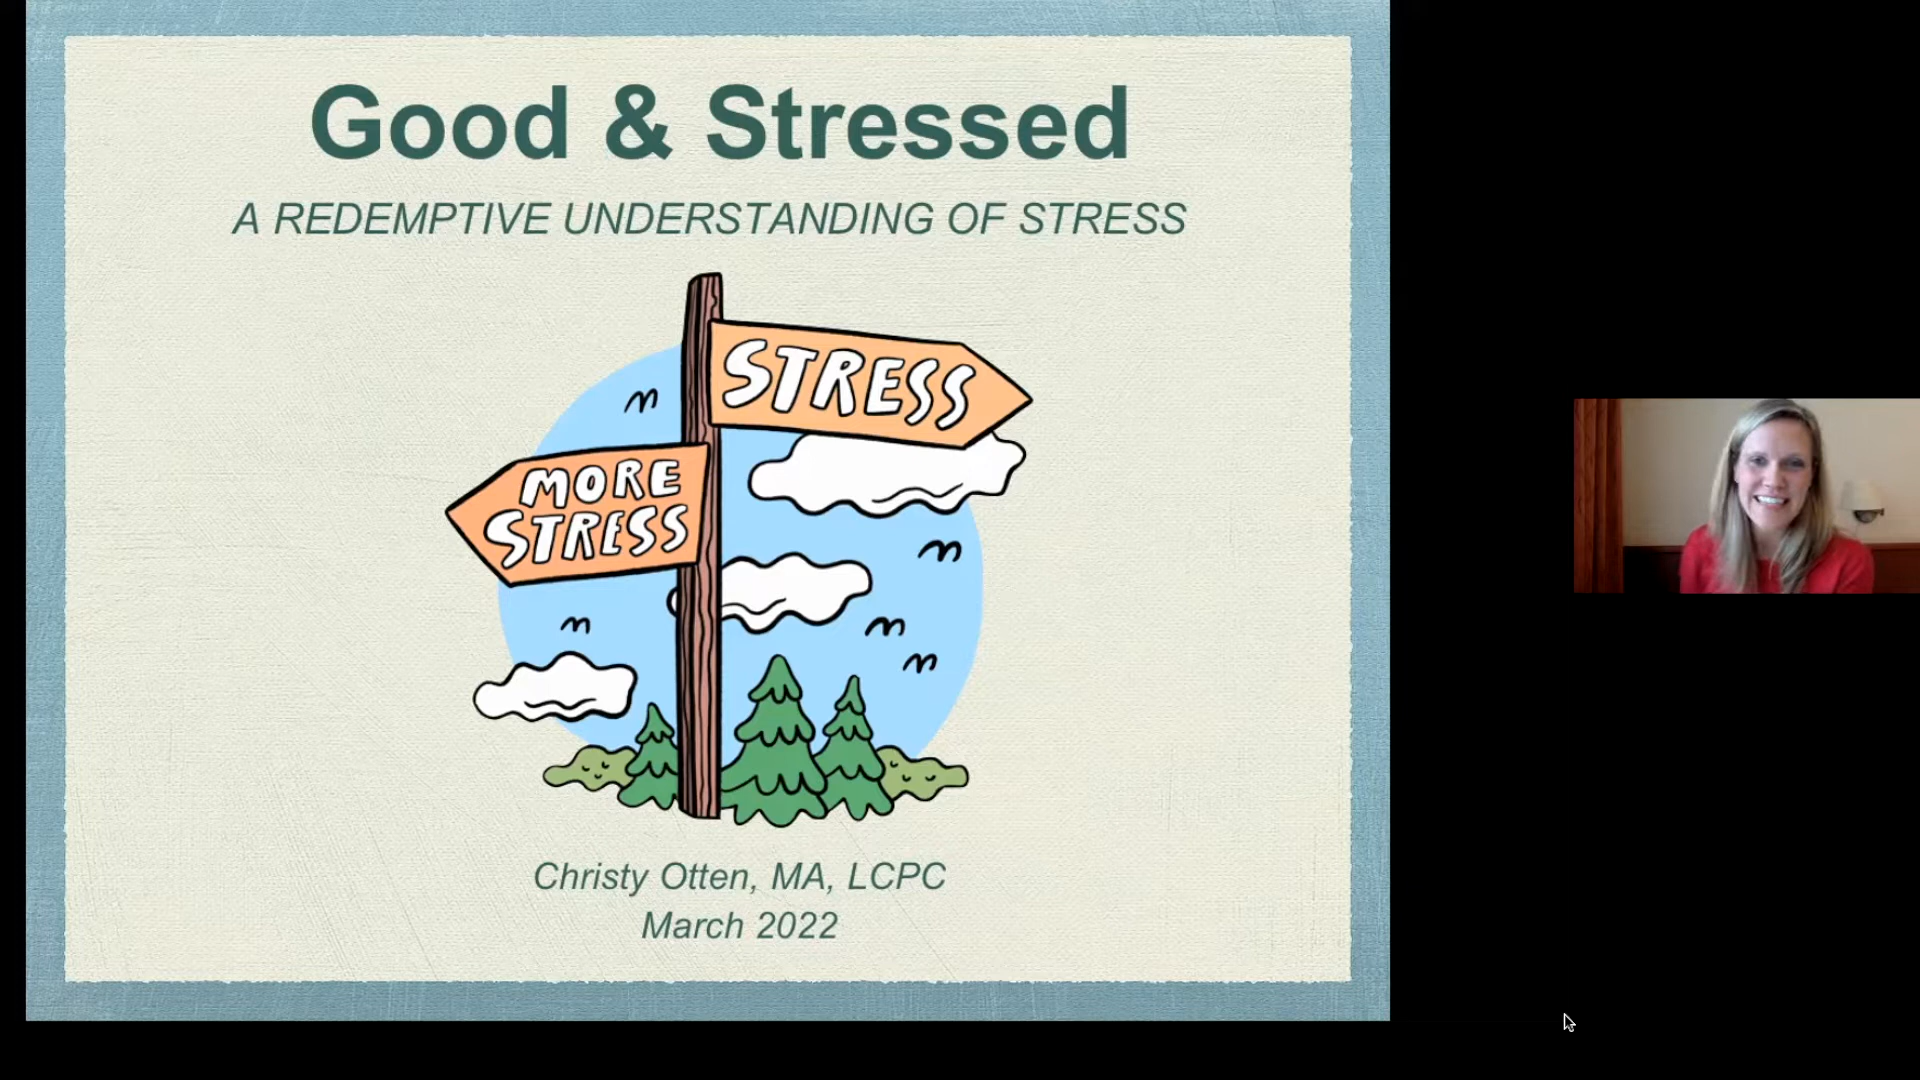 Good & Stressed
A REDEMPTIVE UNDERSTANDING OF STRESS
STRESS
MORE
STRESS
Christy Otten, MA, LCPC
March 2022